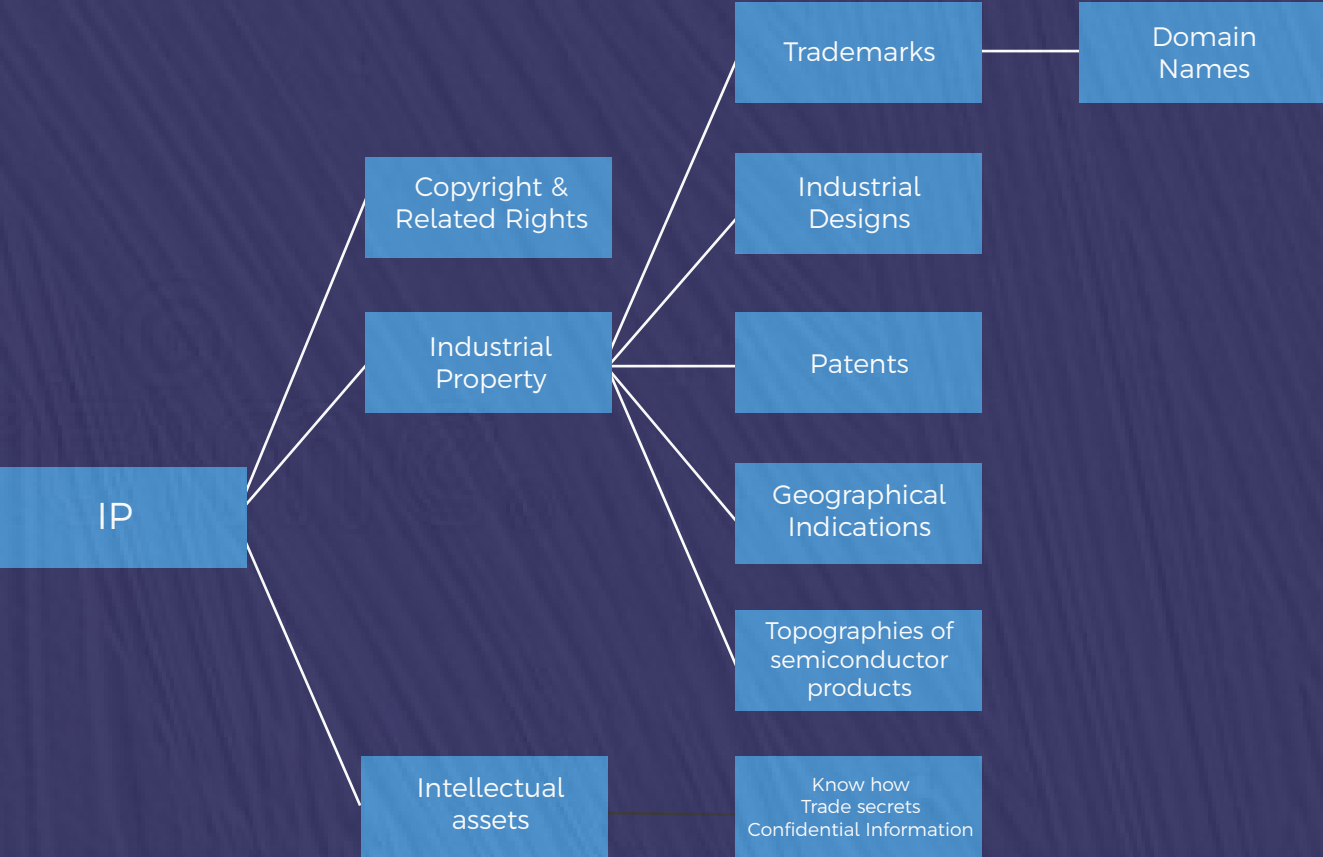 Trademarks
Domain
Names
Copyright &
Related Rights
Industrial
Designs
Industrial
Property
Patents
IP
Geographical
Indications
Topographies of
semiconductor
products
Intellectual
assets
Know how
Trade secrets
Confidential Information